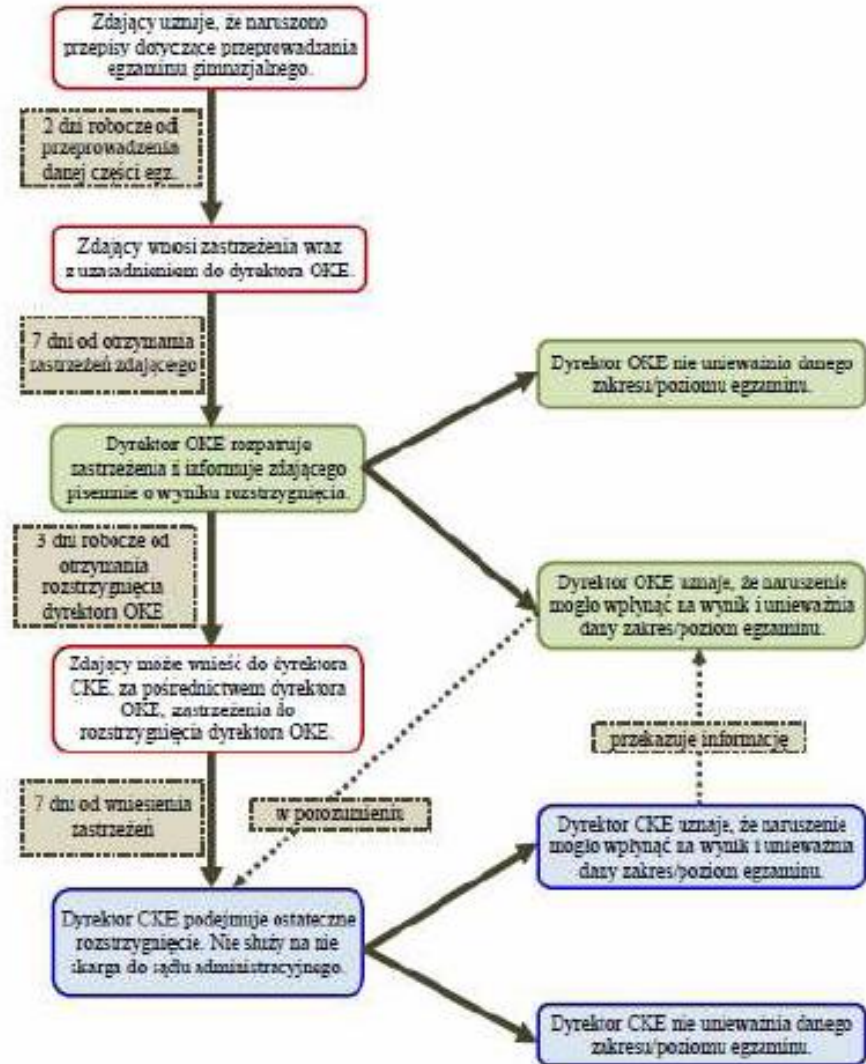 Zdający uznaje, że naruszono
przepisy dotyczące przeprowadzania
egzaminu gimnazjalnego.
2 dni robocze od
przeprowadzenia
danej części egz.
Zdający wnosi zastrzeżenia wraz
z uzasadnieniem do dyrektora OKE.
7 dni od otrzymania
zastrzeżeń zdającego
Dyrektor OKE nie unieważnia danego
zakresu/poziomu egzaminu.
Dyrektor OKE rozpatruje
zastrzeżenia i informuje zdającego
pisemnie o wyniku rozstrzygnięcia.
3 dni robocze od
otrzymania
rozstrzygnięcia
dyrektora OKE
Dyrektor OKE uznaje, że naruszenie
mogło wpłynąć na wynik i unieważnia
dany zakres/poziom egzaminu.
Zdający może wnieść do dyrektora
CKE, za pośrednictwem dyrektora
OKE, zastrzeżenia do
rozstrzygnięcia dyrektora OKE.
przekazuje informację
7 dni od wniesienia
zastrzeżeń
w porozumieniu
Dyrektor CKE uznaje, że naruszenie
mogło wpłynąć na wynik i unieważnia
dany zakres/poziom egzaminu.
Dyrektor CKE podejmuje ostateczne
rozstrzygnięcie. Nie służy na nie
skarga do sądu administracyjnego.
Dyrektor CKE nie unieważnia danego
zakresu/poziomu egzaminu.